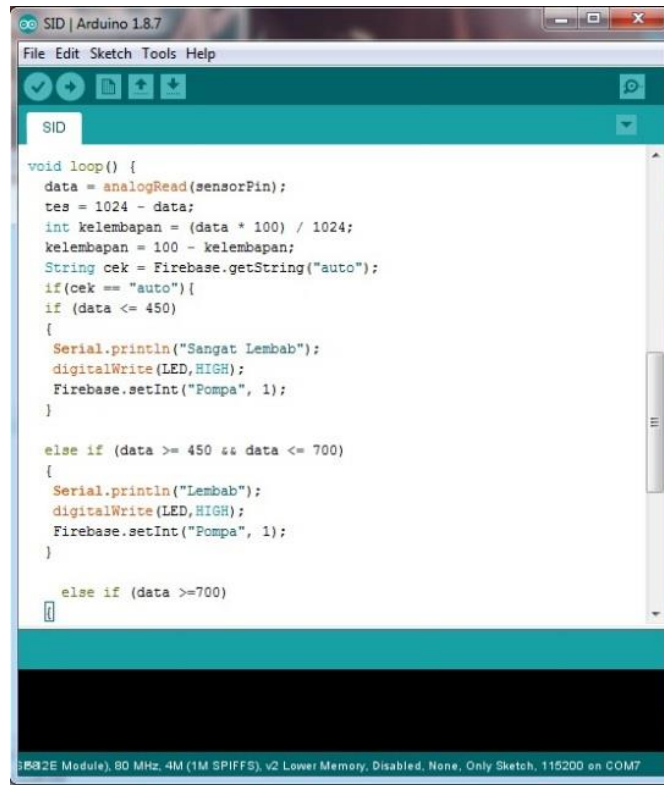 SID | Arduino 1.8.7
File Edit Sketch Tools Help
SID
void loop() {
data = analogRead(sensorPin);
tes = 1024 - data;
int kelembapan = (data * 100) / 1024;
kelembapan = 100 - kelembapan;
String cek = Firebase.getString("auto");
if(cek == "auto"){
if (data <= 450)
{
Serial.println("Sangat Lembab");
digitalWrite(LED,HIGH);
Firebase.setInt("Pompa", 1);
}
else if (data >= 450 && data <= 700)
{
Serial.println("Lembab");
digitalWrite(LED,HIGH);
Firebase.setInt("Pompa", 1);
}
else if (data >=700)
{
Module), 80 MHz, 4M (1M SPIFFS), v2 Lower Memory, Disabled, None, Only Sketch, 115200 on COM7